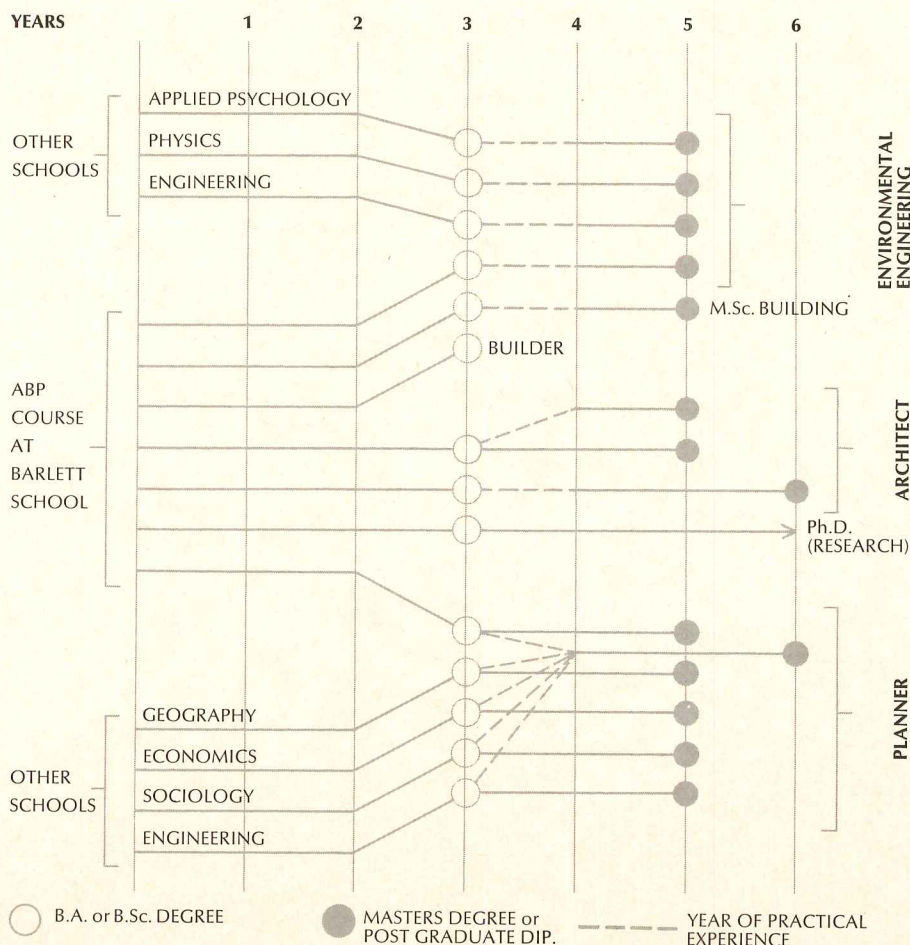 YEARS 1 2 3 4 5 6
APPLIED PSYCHOLOGY
OTHER
SCHOOLS
PHYSICS
ENGINEERING
ENVIRONMENTAL
ENGINEERING
M.Sc. BUILDING
BUILDER
ABP
COURSE
AT
BARLETT
SCHOOL
ARCHITECT
Ph.D.
(RESEARCH)
PLANNER
GEOGRAPHY
ECONOMICS
OTHER
SCHOOLS
SOCIOLOGY
ENGINEERING
B.A. or B.Sc. DEGREE
MASTERS DEGREE or
POST GRADUATE DIP.
YEAR OF PRACTICAL
EXPERIENCE